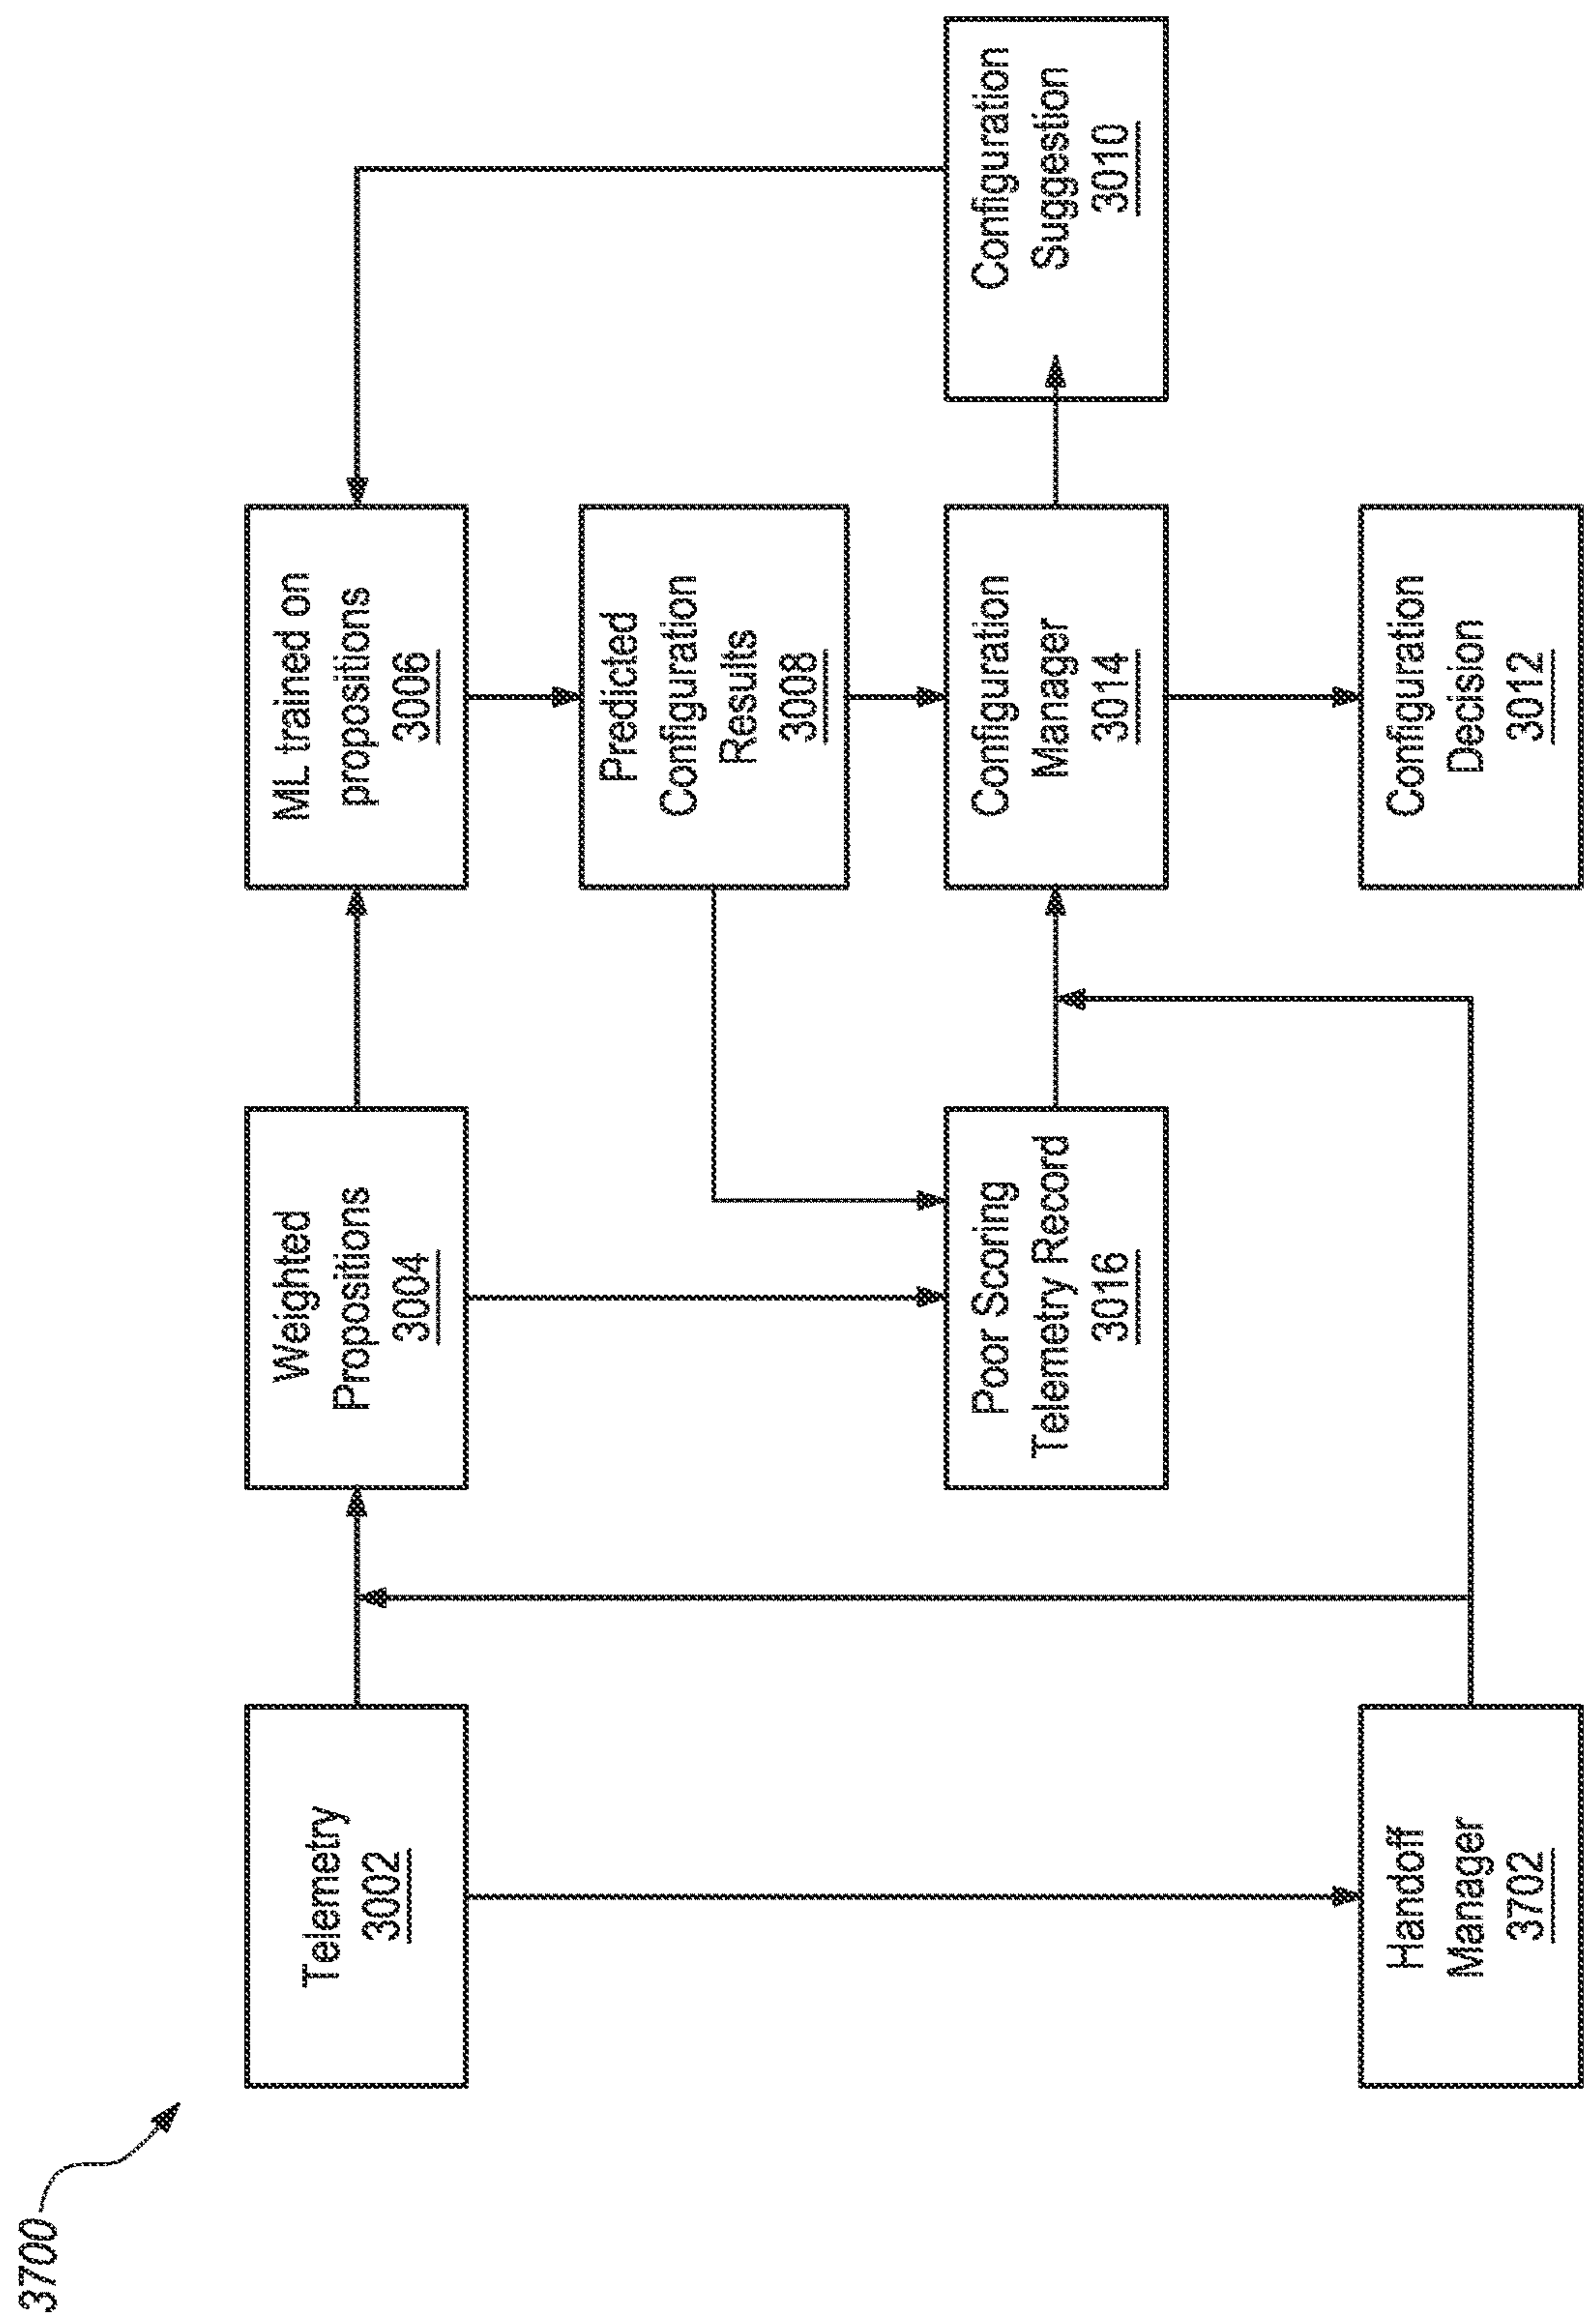 3700
Telemetry
3002
Weighted
Propositions
3004
ML trained on
propositions
3006
Predicted
Configuration
Results
3008
Poor Scoring
Telemetry Record
3016
Configuration
Manager
3014
Configuration
Suggestion
3010
Handoff
Manager
3702
Configuration
Decision
3012